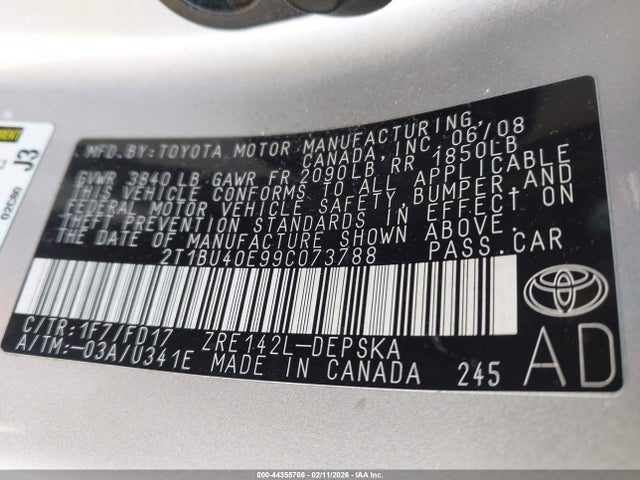 MFD.BY:TOYOTA MOTOR MANUFACTURING,
CANADA, INC. 06/08
GVWR 3840LB GAWR FR 2090LB RR 1850LB
THIS VEHICLE CONFORMS TO ALL APPLICABLE
FEDERAL MOTOR VEHICLE SAFETY, BUMPER, AND
THEFT PREVENTION STANDARDS IN EFFECT ON
THE DATE OF MANUFACTURE SHOWN ABOVE.
2T1BU40E99C073788 PASS.CAR
C/TR:1F7/FD17 ZRE142L-DEPSKA
A/TM:-03A/U341E MADE IN CANADA 245
AD
J3
02C80
000-44355706 - 02/11/2026 - IAA Inc.